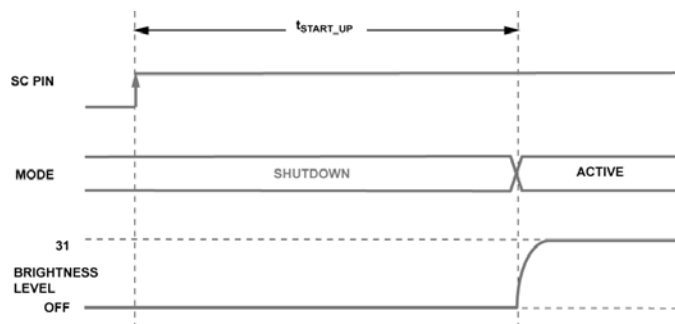 tSTART_UP
SC PIN
MODE
SHUTDOWN
ACTIVE
31
BRIGHTNESS
LEVEL
OFF